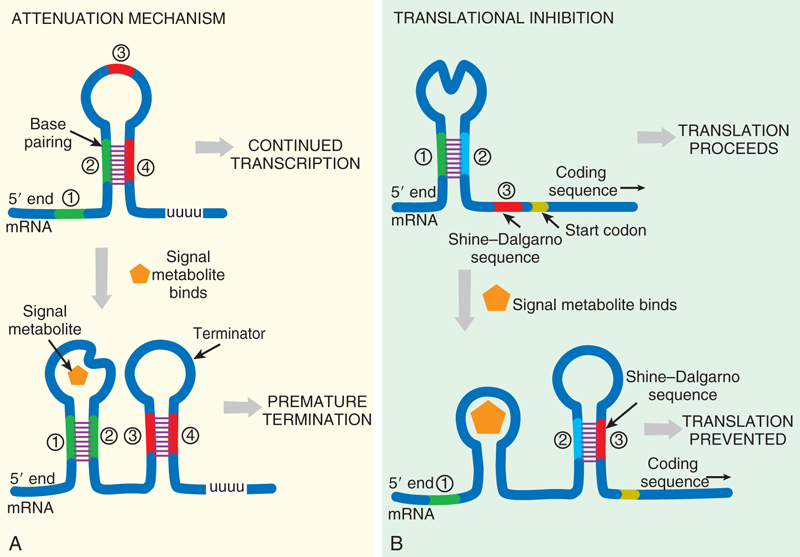 ATTENUATION MECHANISM
③
Base
pairing
②
④
CONTINUED
TRANSCRIPTION
5′ end
①
uuuu
mRNA
Signal
metabolite
binds
Signal
metabolite
Terminator
①
②
③
④
PREMATURE
TERMINATION
5′ end
uuuu
mRNA
A
TRANSLATIONAL INHIBITION
①
②
TRANSLATION
PROCEEDS
Coding
sequence
5′ end
③
mRNA
Shine–Dalgarno
sequence
Start codon
Signal metabolite binds
Shine–Dalgarno
sequence
②
③
TRANSLATION
PREVENTED
5′ end
①
Coding
sequence
mRNA
B